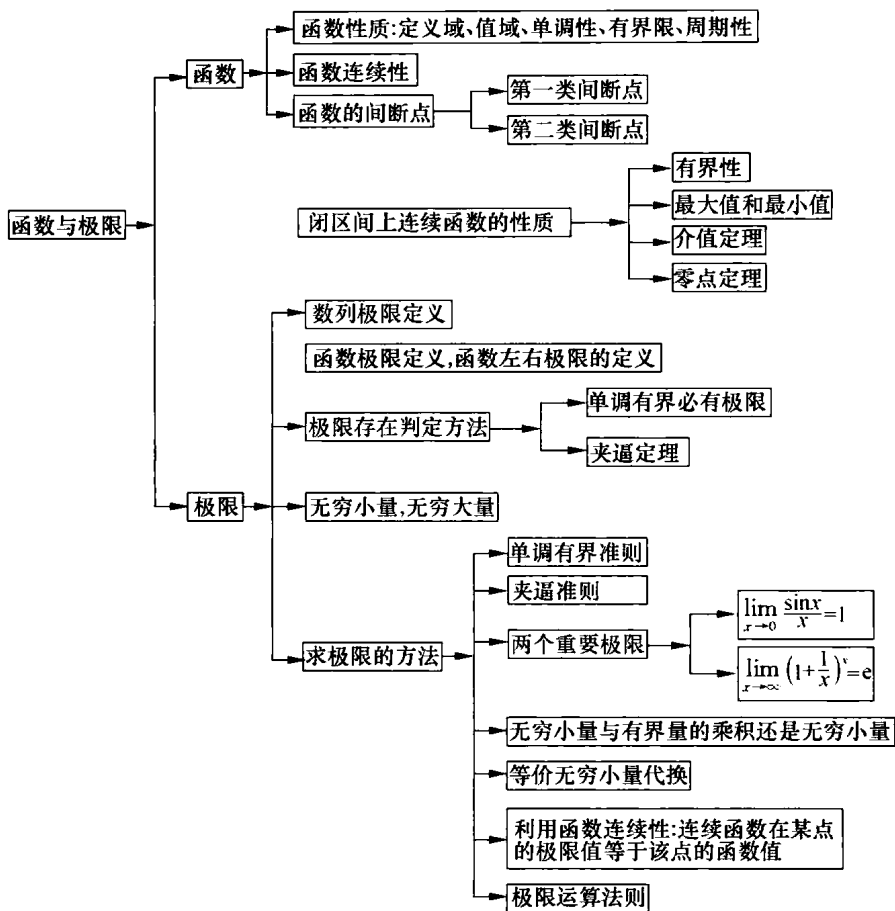 函数性质:定义域、值域、单调性、有界限、周期性
函数
函数连续性
函数的间断点
第一类间断点
第二类间断点
有界性
函数与极限
闭区间上连续函数的性质
最大值和最小值
介值定理
零点定理
数列极限定义
函数极限定义,函数左右极限的定义
极限存在判定方法
单调有界必有极限
夹逼定理
极限
无穷小量,无穷大量
单调有界准则
夹逼准则
求极限的方法
两个重要极限
lim_{x→0} sinx/x=1
lim_{x→∞} (1+1/x)^x=e
无穷小量与有界量的乘积还是无穷小量
等价无穷小量代换
利用函数连续性:连续函数在某点
的极限值等于该点的函数值
极限运算法则